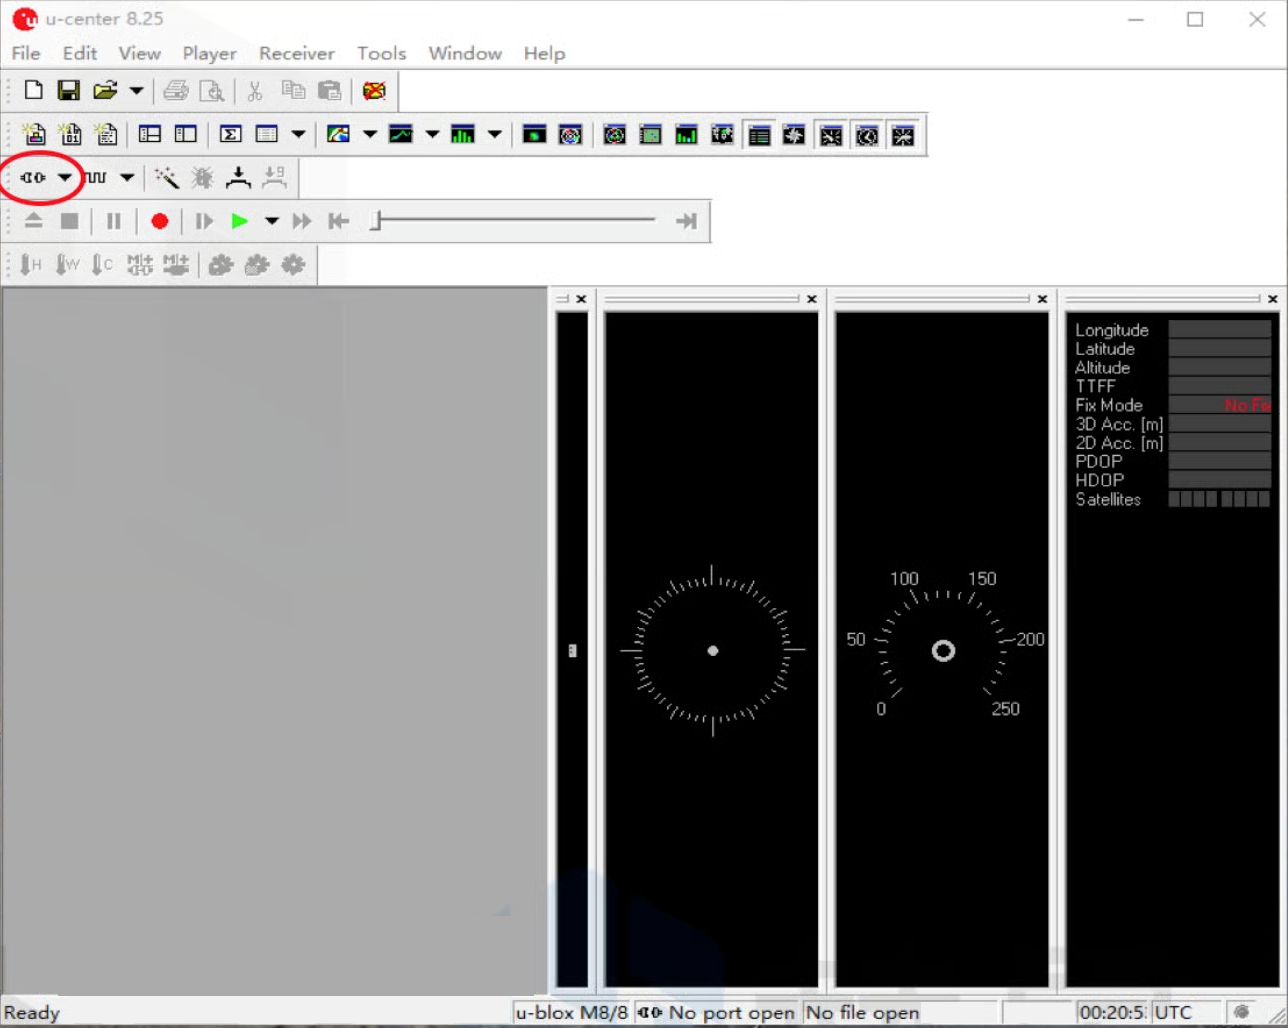 u-center 8.25
File Edit View Player Receiver Tools Window Help
H W C M M
Longitude
Latitude
Altitude
TTFF
Fix Mode No Fix
3D Acc. [m]
2D Acc. [m]
PDOP
HDOP
Satellites
100 150
50 200
0 250
Ready u-blox M8/8 No port open No file open 00:20:5 UTC